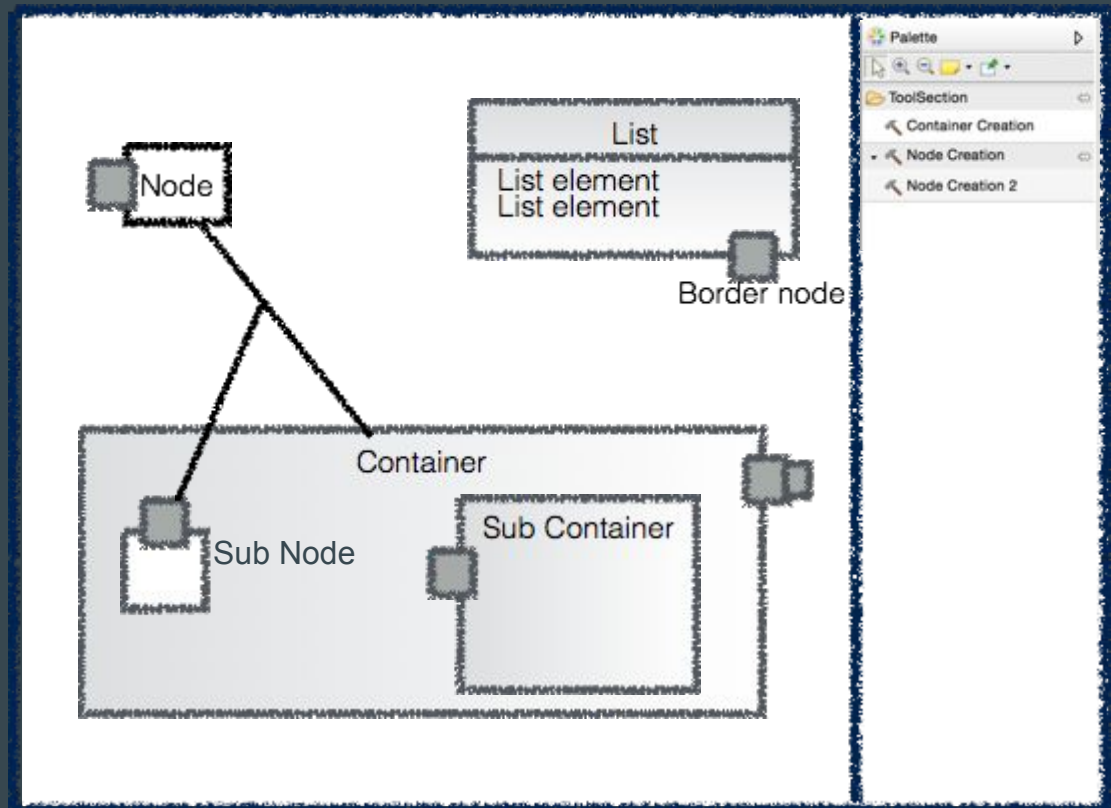 Node
List
List element
List element
Border node
Container
Sub Node
Sub Container
Palette
ToolSection
Container Creation
Node Creation
Node Creation 2